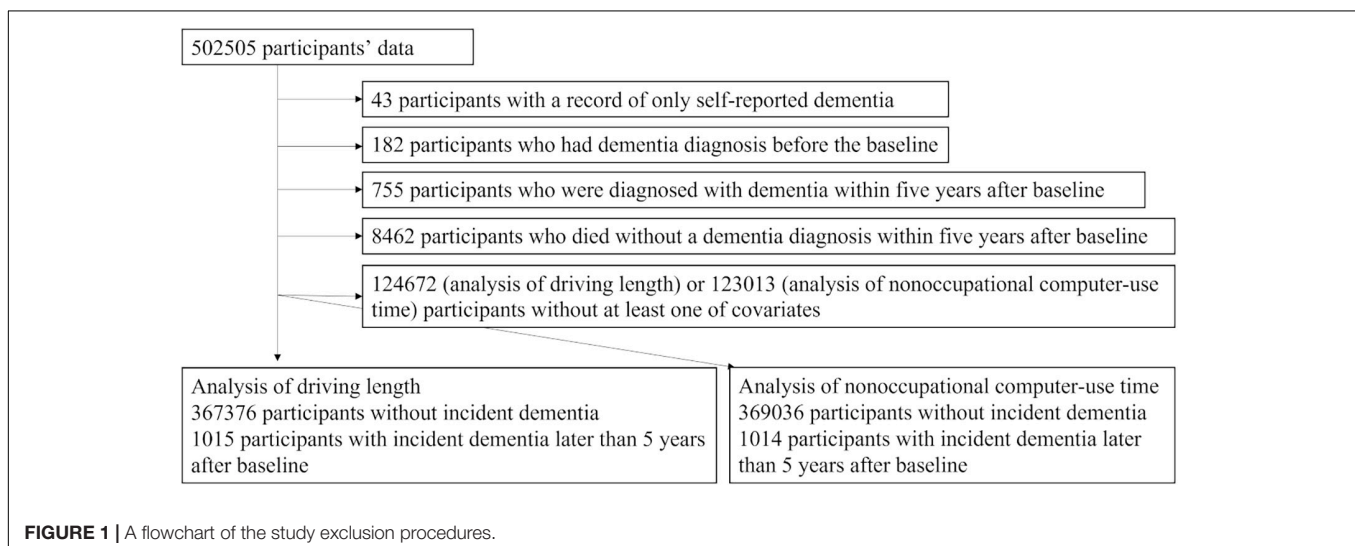 502505 participants’ data
43 participants with a record of only self-reported dementia
182 participants who had dementia diagnosis before the baseline
755 participants who were diagnosed with dementia within five years after baseline
8462 participants who died without a dementia diagnosis within five years after baseline
124672 (analysis of driving length) or 123013 (analysis of nonoccupational computer-use
time) participants without at least one of covariates
Analysis of driving length
367376 participants without incident dementia
1015 participants with incident dementia later than 5 years
after baseline
Analysis of nonoccupational computer-use time
369036 participants without incident dementia
1014 participants with incident dementia later
than 5 years after baseline
FIGURE 1 | A flowchart of the study exclusion procedures.